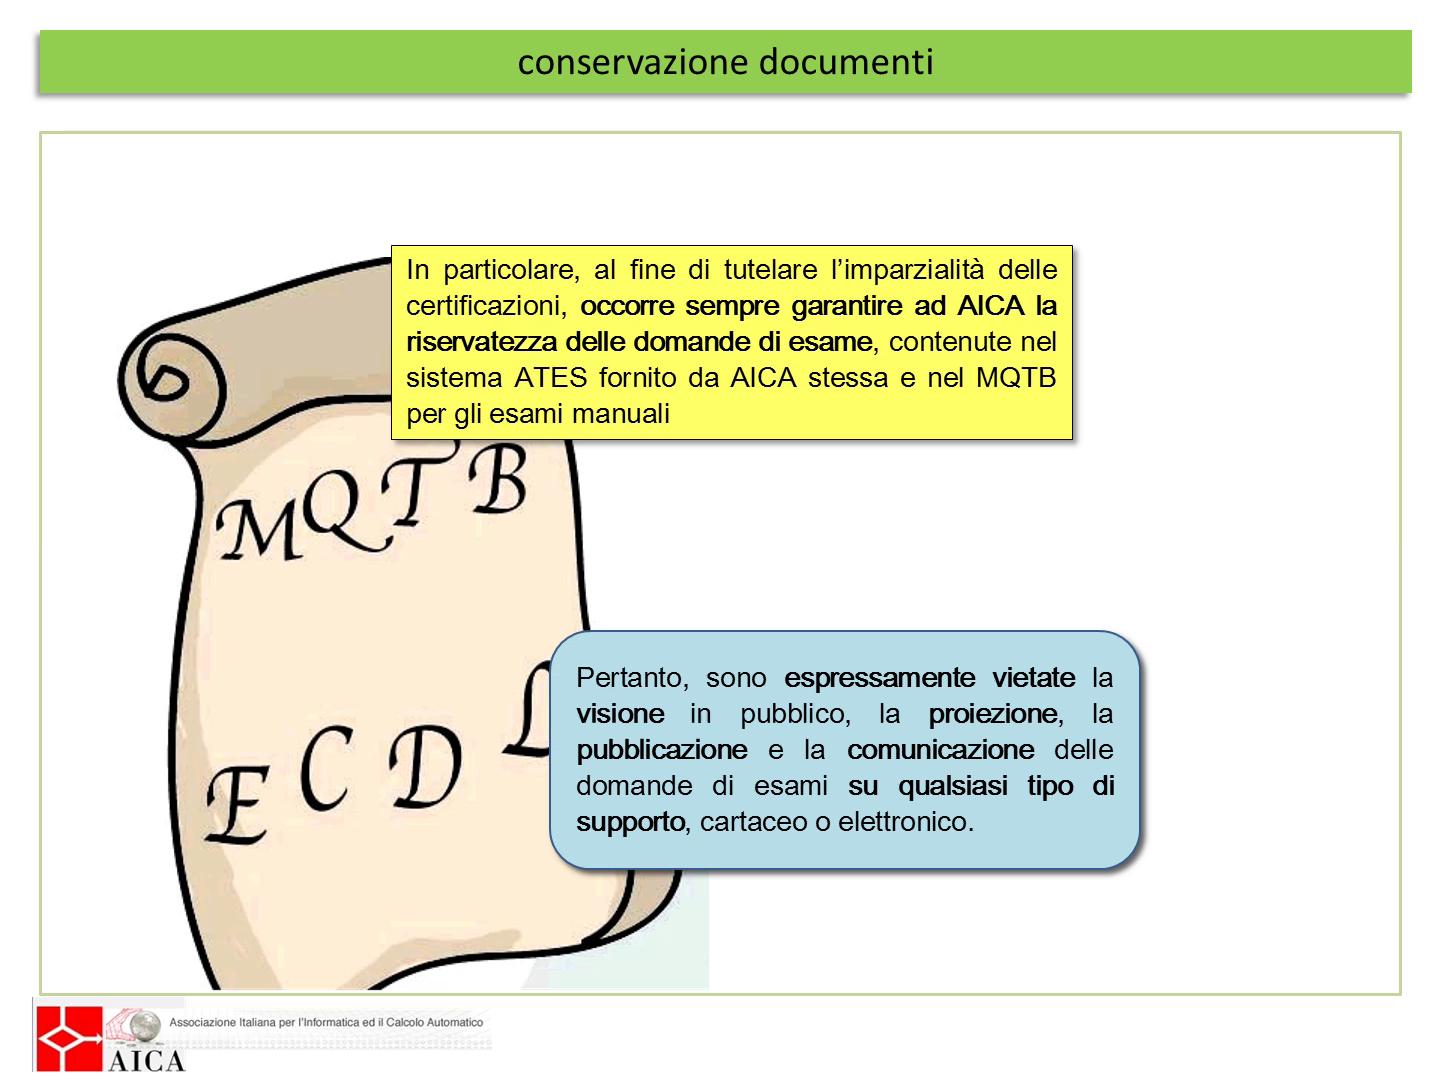 conservazione documenti
In particolare, al fine di tutelare l’imparzialità delle
certificazioni, occorre sempre garantire ad AICA la
riservatezza delle domande di esame, contenute nel
sistema ATES fornito da AICA stessa e nel MQTB
per gli esami manuali
MQTB
Pertanto, sono espressamente vietate la
visione in pubblico, la proiezione, la
pubblicazione e la comunicazione delle
domande di esami su qualsiasi tipo di
supporto, cartaceo o elettronico.
ECDL
Associazione Italiana per l'Informatica ed il Calcolo Automatico
AICA